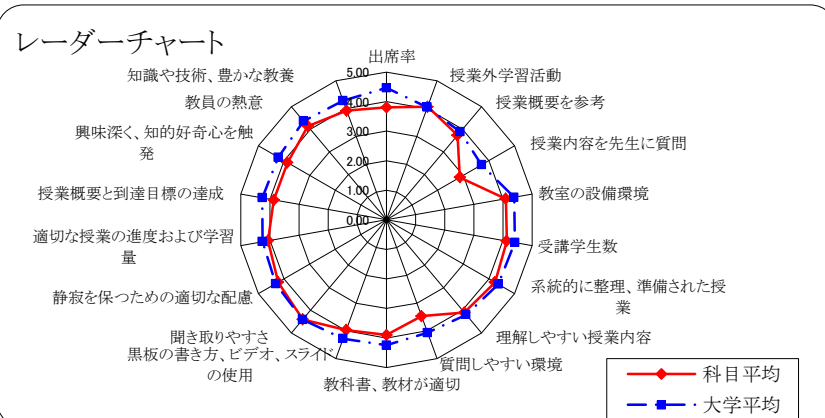 レーダーチャート
出席率
授業外学習活動
授業概要を参考
授業内容を先生に質問
教室の設備環境
受講学生数
系統的に整理、準備された授
業
理解しやすい授業内容
質問しやすい環境
教科書、教材が適切
黒板の書き方、ビデオ、スライド
の使用
聞き取りやすさ
静寂を保つための適切な配慮
適切な授業の進度および学習
量
授業概要と到達目標の達成
興味深く、知的好奇心を触
発
教員の熱意
知識や技術、豊かな教養
5.00
4.00
3.00
2.00
1.00
0.00
科目平均
大学平均